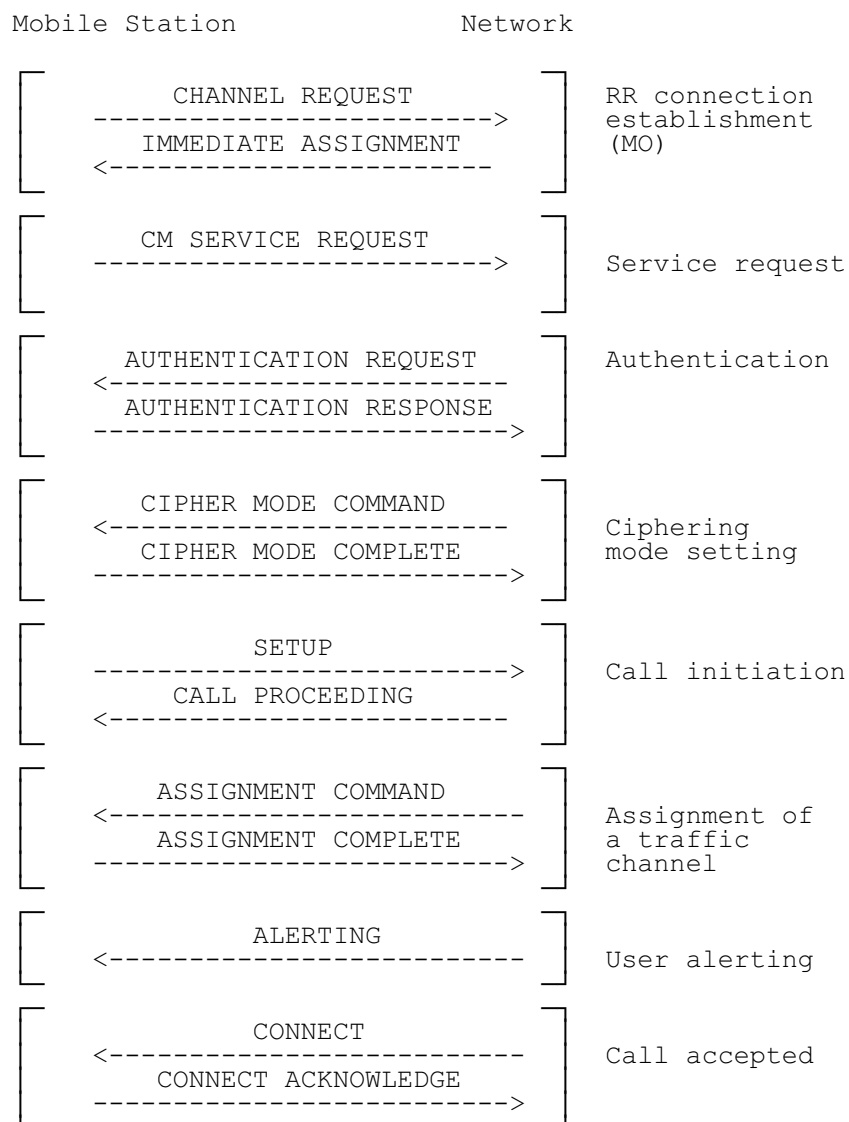 Mobile Station Network
CHANNEL REQUEST RR connection
------------------------> establishment
IMMEDIATE ASSIGNMENT (MO)
<------------------------
CM SERVICE REQUEST
-------------------------> Service request
AUTHENTICATION REQUEST Authentication
<-------------------------
AUTHENTICATION RESPONSE
-------------------------->
CIPHER MODE COMMAND
<------------------------- Ciphering
CIPHER MODE COMPLETE mode setting
-------------------------->
SETUP
--------------------------> Call initiation
CALL PROCEEDING
<-------------------------
ASSIGNMENT COMMAND
<-------------------------- Assignment of
ASSIGNMENT COMPLETE a traffic
--------------------------> channel
ALERTING
<-------------------------- User alerting
CONNECT
<-------------------------- Call accepted
CONNECT ACKNOWLEDGE
-------------------------->